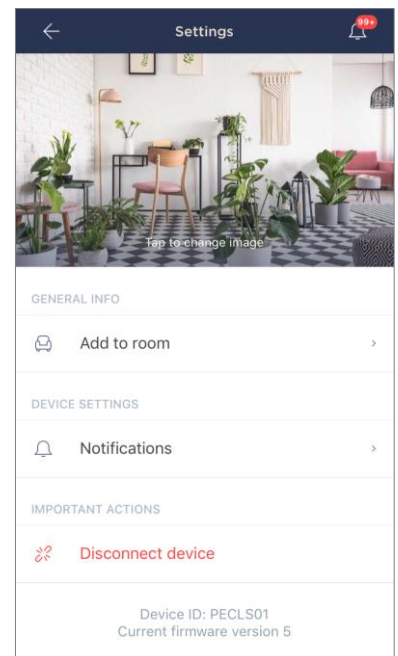 Settings
99+
Tap to change image
GENERAL INFO
Add to room
DEVICE SETTINGS
Notifications
IMPORTANT ACTIONS
Disconnect device
Device ID: PECLS01
Current firmware version 5